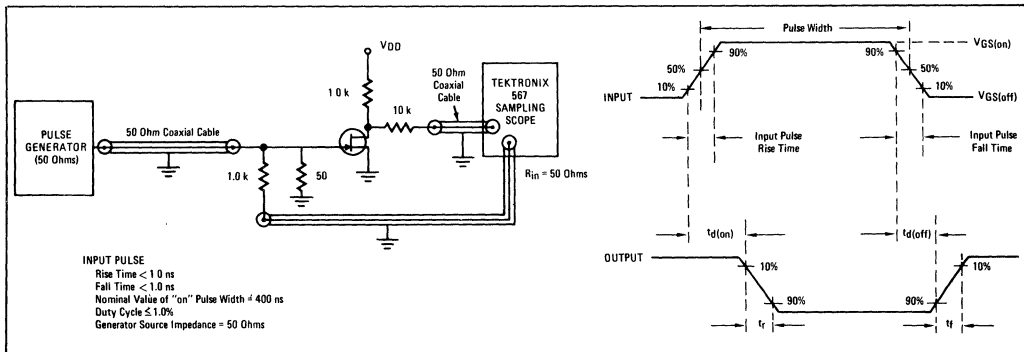 PULSE
GENERATOR
(50 Ohms)
50 Ohm Coaxial Cable
1.0 k
50
VDD
1 0 k
10 k
50 Ohm
Coaxial
Cable
TEKTRONIX
567
SAMPLING
SCOPE
Rin = 50 Ohms
INPUT PULSE
Rise Time < 1 0 ns
Fall Time < 1.0 ns
Nominal Value of "on" Pulse Width = 400 ns
Duty Cycle ≤ 1.0%
Generator Source Impedance = 50 Ohms
Pulse Width
VGS(on)
90%
90%
50%
50%
10%
10%
INPUT
VGS(off)
Input Pulse
Rise Time
Input Pulse
Fall Time
td(on)
td(off)
OUTPUT
10%
10%
90%
90%
tr
tf